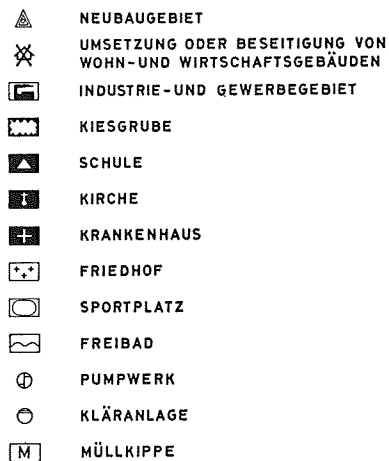 NEUBAUGEBIET
UMSETZUNG ODER BESEITIGUNG VON
WOHN-UND WIRTSCHAFTSGEBÄUDEN
INDUSTRIE-UND GEWERBEGEBIET
KIESGRUBE
SCHULE
KIRCHE
KRANKENHAUS
FRIEDHOF
SPORTPLATZ
FREIBAD
PUMPWERK
KLÄRANLAGE
M MÜLLKIPPE